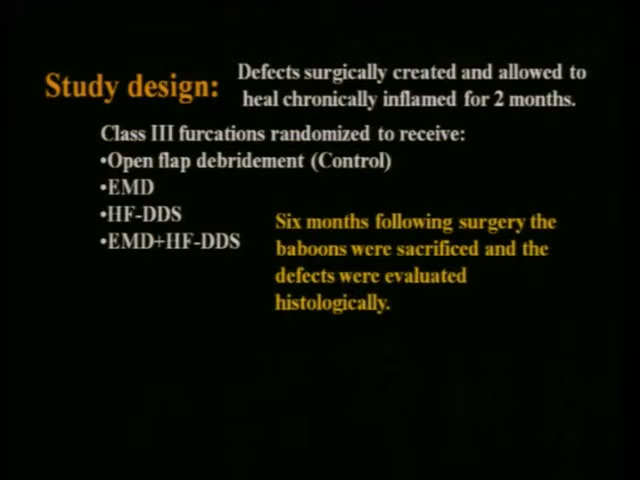 Study design:
Defects surgically created and allowed to
heal chronically inflamed for 2 months.
Class III furcations randomized to receive:
•Open flap debridement (Control)
•EMD
•HF-DDS
•EMD+HF-DDS
Six months following surgery the
baboons were sacrificed and the
defects were evaluated
histologically.